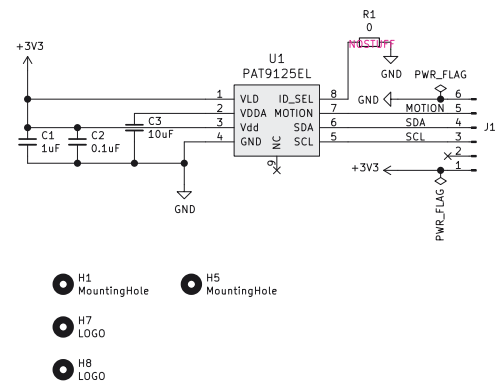 R1
0
NOSTUFF
GND
+3V3
U1
PAT9125EL
PWR_FLAG
1 VLD ID_SEL 8
2 VDDA MOTION 7
3 Vdd SDA 6
4 GND SCL 5
NC
9
GND
6
MOTION 5
SDA 4
SCL 3
2
+3V3 1
J1
PWR_FLAG
C1
1uF
C2
0.1uF
C3
10uF
GND
H1
MountingHole
H5
MountingHole
H7
LOGO
H8
LOGO